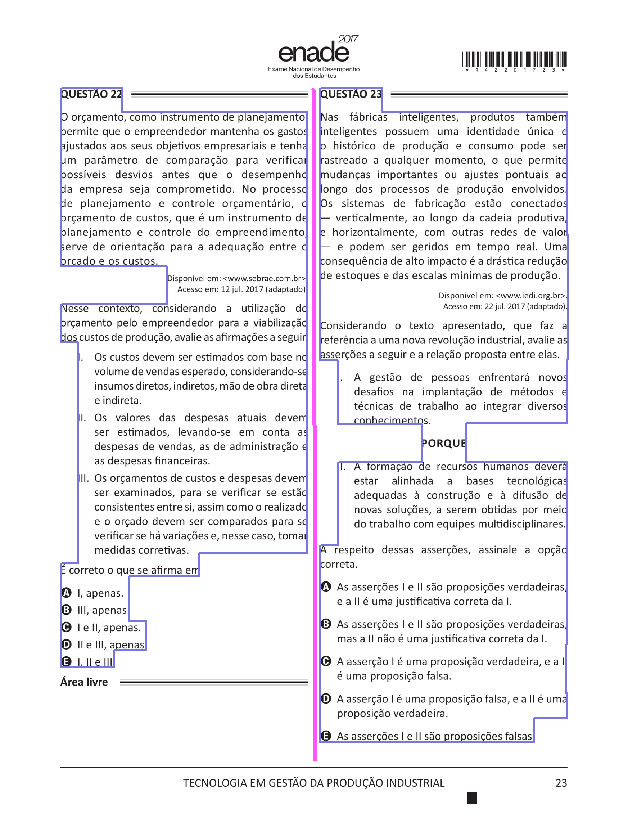 enade 2017
Exame Nacional de Desempenho
dos Estudantes
QUESTÃO 22
O orçamento, como instrumento de planejamento,
permite que o empreendedor mantenha os gastos
ajustados aos seus objetivos empresariais e tenha
um parâmetro de comparação para verificar
possíveis desvios antes que o desempenho
da empresa seja comprometido. No processo
de planejamento e controle orçamentário, o
orçamento de custos, que é um instrumento de
planejamento e controle do empreendimento,
serve de orientação para a adequação entre o
orçado e os custos.
Disponível em: <www.sebrae.com.br>.
Acesso em: 12 jul. 2017 (adaptado).
Nesse contexto, considerando a utilização do
orçamento pelo empreendedor para a viabilização
dos custos de produção, avalie as afirmações a seguir.
I. Os custos devem ser estimados com base no
volume de vendas esperado, considerando-se
insumos diretos, indiretos, mão de obra direta
e indireta.
II. Os valores das despesas atuais devem
ser estimados, levando-se em conta as
despesas de vendas, as de administração e
as despesas financeiras.
III. Os orçamentos de custos e despesas devem
ser examinados, para se verificar se estão
consistentes entre si, assim como o realizado
e o orçado devem ser comparados para se
verificar se há variações e, nesse caso, tomar
medidas corretivas.
É correto o que se afirma em
A I, apenas.
B III, apenas.
C I e II, apenas.
D II e III, apenas.
E I, II e III.
Área livre
QUESTÃO 23
Nas fábricas inteligentes, produtos também
inteligentes possuem uma identidade única e
o histórico de produção e consumo pode ser
rastreado a qualquer momento, o que permite
mudanças importantes ou ajustes pontuais ao
longo dos processos de produção envolvidos.
Os sistemas de fabricação estão conectados
— verticalmente, ao longo da cadeia produtiva,
e horizontalmente, com outras redes de valor
— e podem ser geridos em tempo real. Uma
consequência de alto impacto é a drástica redução
de estoques e das escalas mínimas de produção.
Disponível em: <www.iedi.org.br>.
Acesso em: 22 jul. 2017 (adaptado).
Considerando o texto apresentado, que faz a
referência a uma nova revolução industrial, avalie as
asserções a seguir e a relação proposta entre elas.
I. A gestão de pessoas enfrentará novos
desafios na implantação de métodos e
técnicas de trabalho ao integrar diversos
conhecimentos.
PORQUE
II. A formação de recursos humanos deverá
estar alinhada a bases tecnológicas
adequadas à construção e à difusão de
novas soluções, a serem obtidas por meio
do trabalho com equipes multidisciplinares.
A respeito dessas asserções, assinale a opção
correta.
A As asserções I e II são proposições verdadeiras,
e a II é uma justificativa correta da I.
B As asserções I e II são proposições verdadeiras,
mas a II não é uma justificativa correta da I.
C A asserção I é uma proposição verdadeira, e a II
é uma proposição falsa.
D A asserção I é uma proposição falsa, e a II é uma
proposição verdadeira.
E As asserções I e II são proposições falsas.
TECNOLOGIA EM GESTÃO DA PRODUÇÃO INDUSTRIAL 23